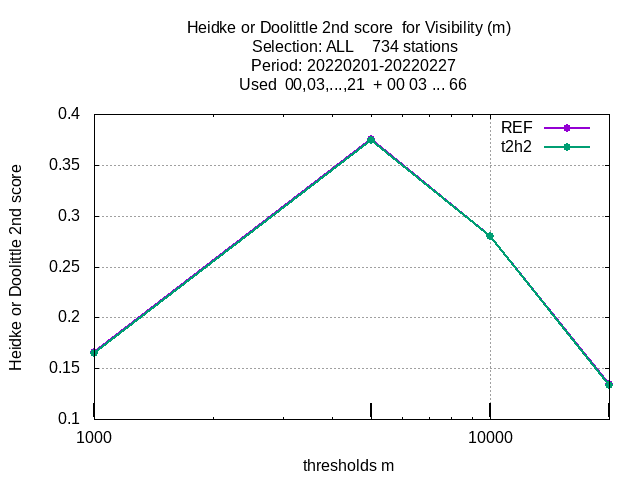 Heidke or Doolittle 2nd score  for Visibility (m)
Selection: ALL    734 stations
Period: 20220201-20220227
Used  00,03,...,21  + 00 03 ... 66
REF
t2h2
Heidke or Doolittle 2nd score
0.4
0.35
0.3
0.25
0.2
0.15
0.1
1000
10000
thresholds m